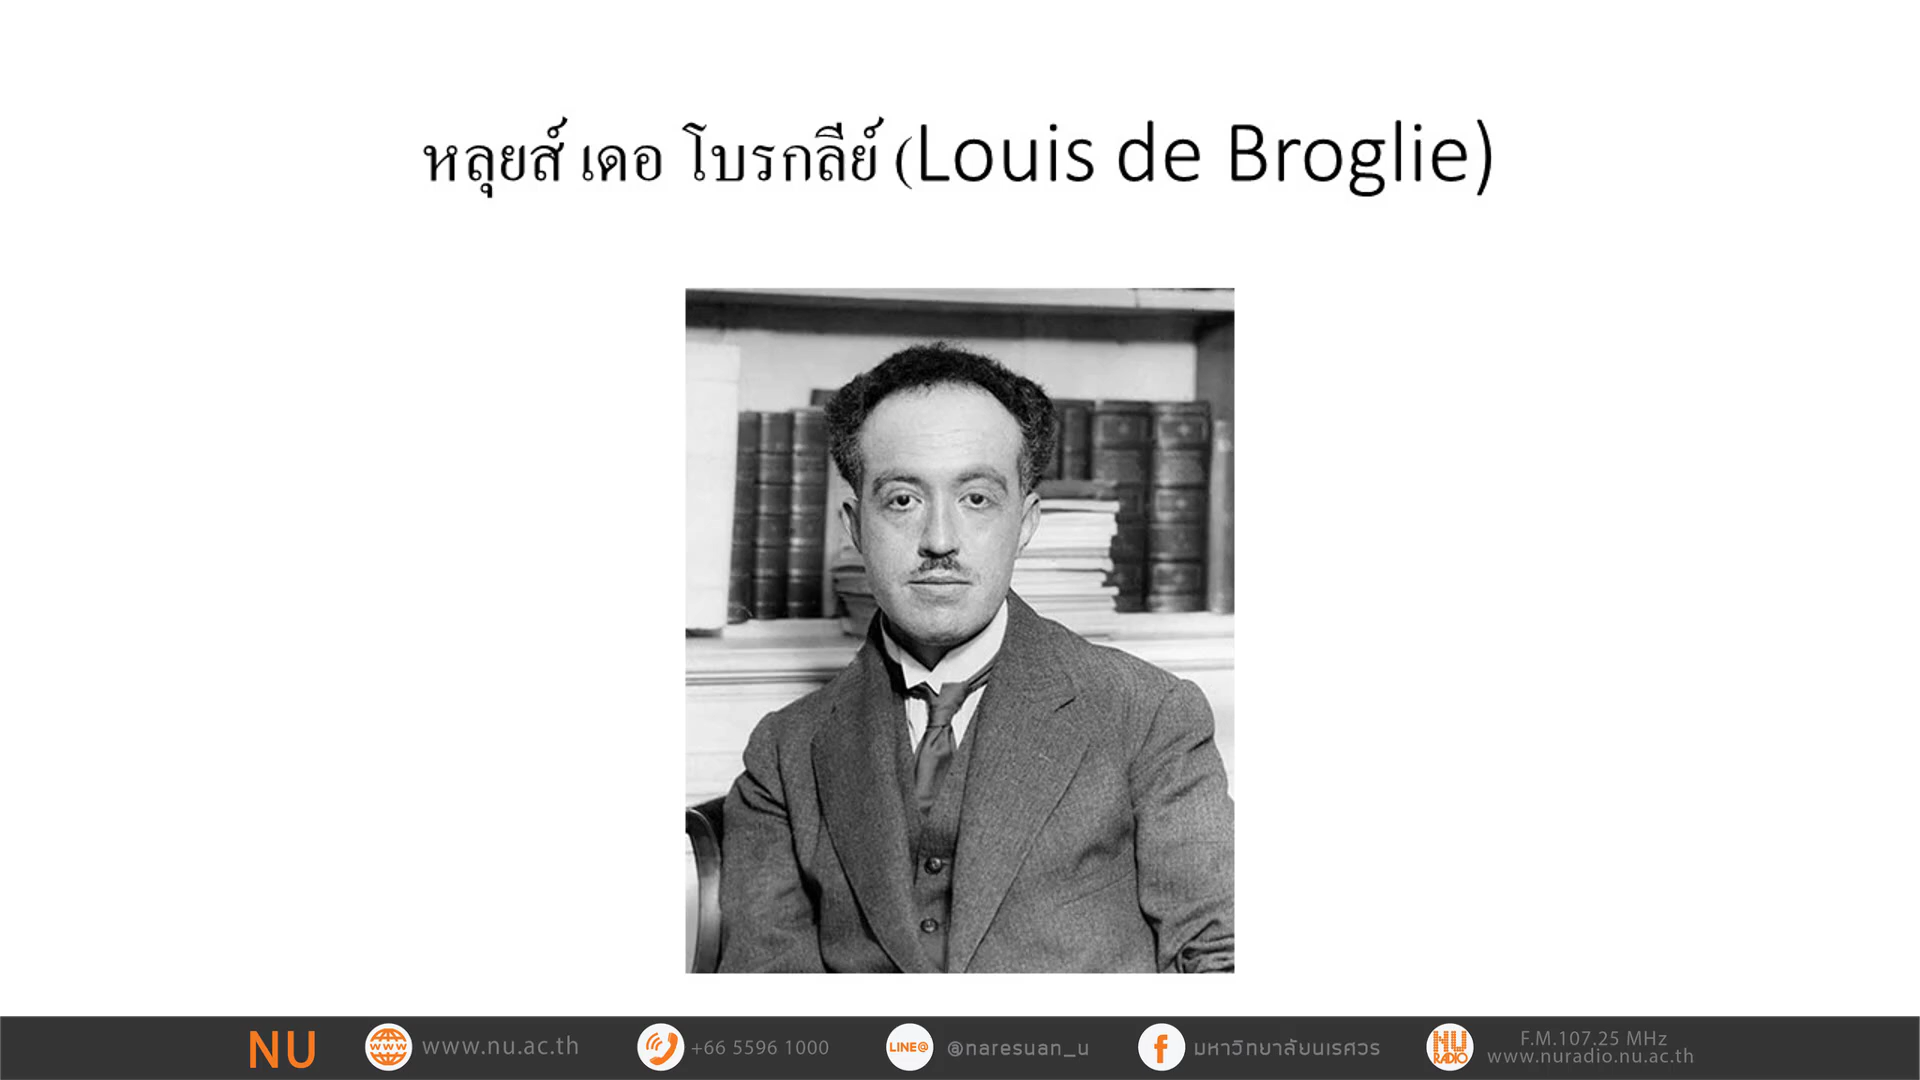 หลุยส์ เดอ โบรกลีย์ (Louis de Broglie)
NU
www
www.nu.ac.th
+66 5596 1000
LINE@
@naresuan_u
f
มหาวิทยาลัยนเรศวร
NU
RADIO
F.M.107.25 MHz
www.nuradio.nu.ac.th